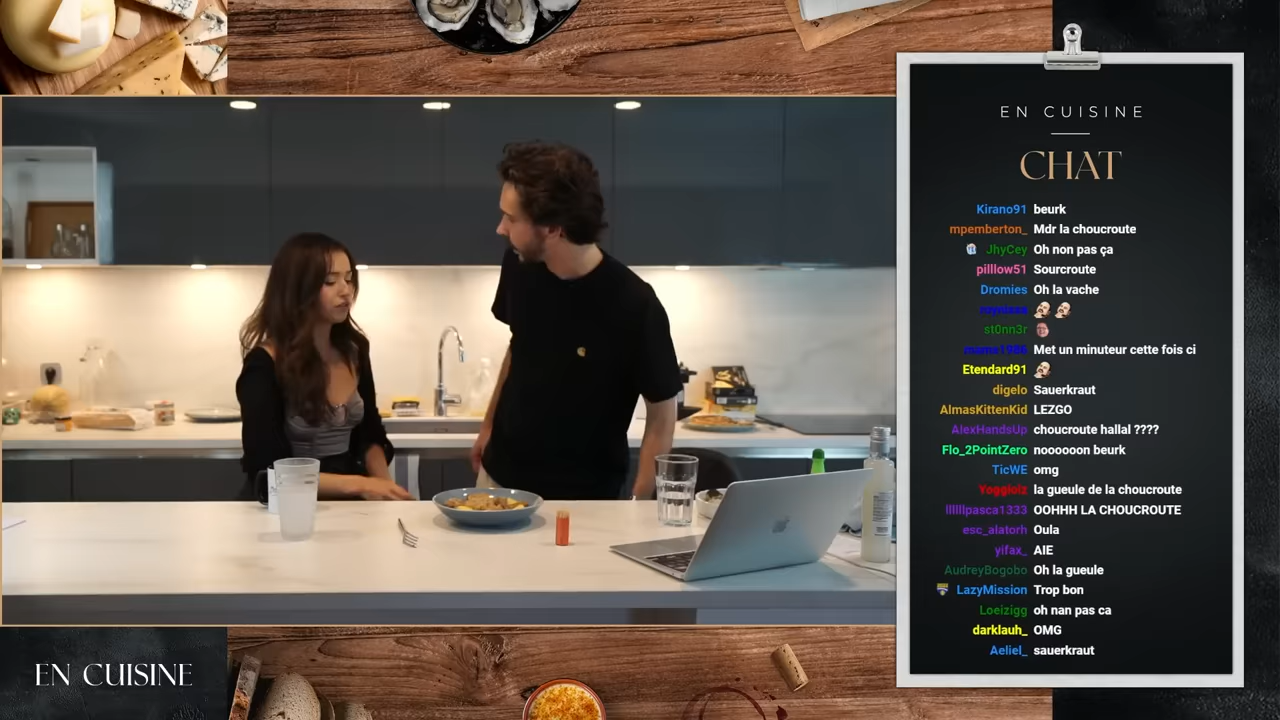 EN CUISINE
CHAT
Kirano91 beurk
mpemberton_ Mdr la choucroute
JhyCey Oh non pas ça
pilllow51 Sourcroute
Dromies Oh la vache
st0nn3r
Met un minuteur cette fois ci
Etendard91
digelo Sauerkraut
AlmasKittenKid LEZGO
AlexHandsUp choucroute hallal ????
Flo_2PointZero noooooon beurk
TicWE omg
Yoggioiz la gueule de la choucroute
OOHHH LA CHOUCROUTE
esc_alatorh Oula
yifax_ AIE
AudreyBogobo Oh la gueule
LazyMission Trop bon
Loeizigg oh nan pas ca
darklauh_ OMG
Aeliel_ sauerkraut
EN CUISINE